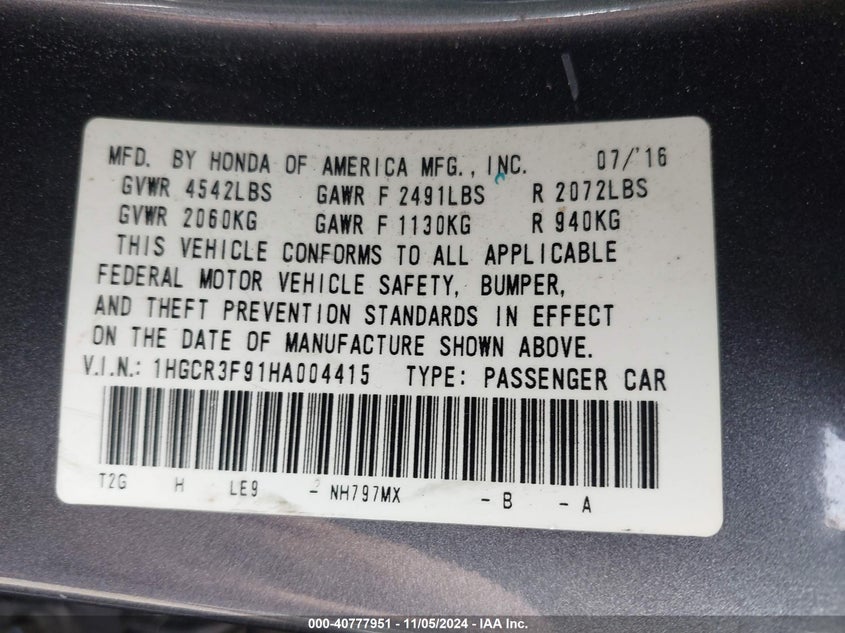 MFD. BY HONDA OF AMERICA MFG., INC. 07/'16
GVWR 4542LBS GAWR F 2491LBS R 2072LBS
GVWR 2060KG GAWR F 1130KG R 940KG
THIS VEHICLE CONFORMS TO ALL APPLICABLE
FEDERAL MOTOR VEHICLE SAFETY, BUMPER,
AND THEFT PREVENTION STANDARDS IN EFFECT
ON THE DATE OF MANUFACTURE SHOWN ABOVE.
V.I.N.: 1HGCR3F91HA004415 TYPE: PASSENGER CAR
T2G H LE9 - NH797MX - B - A
000-40777951 - 11/05/2024 - IAA Inc.